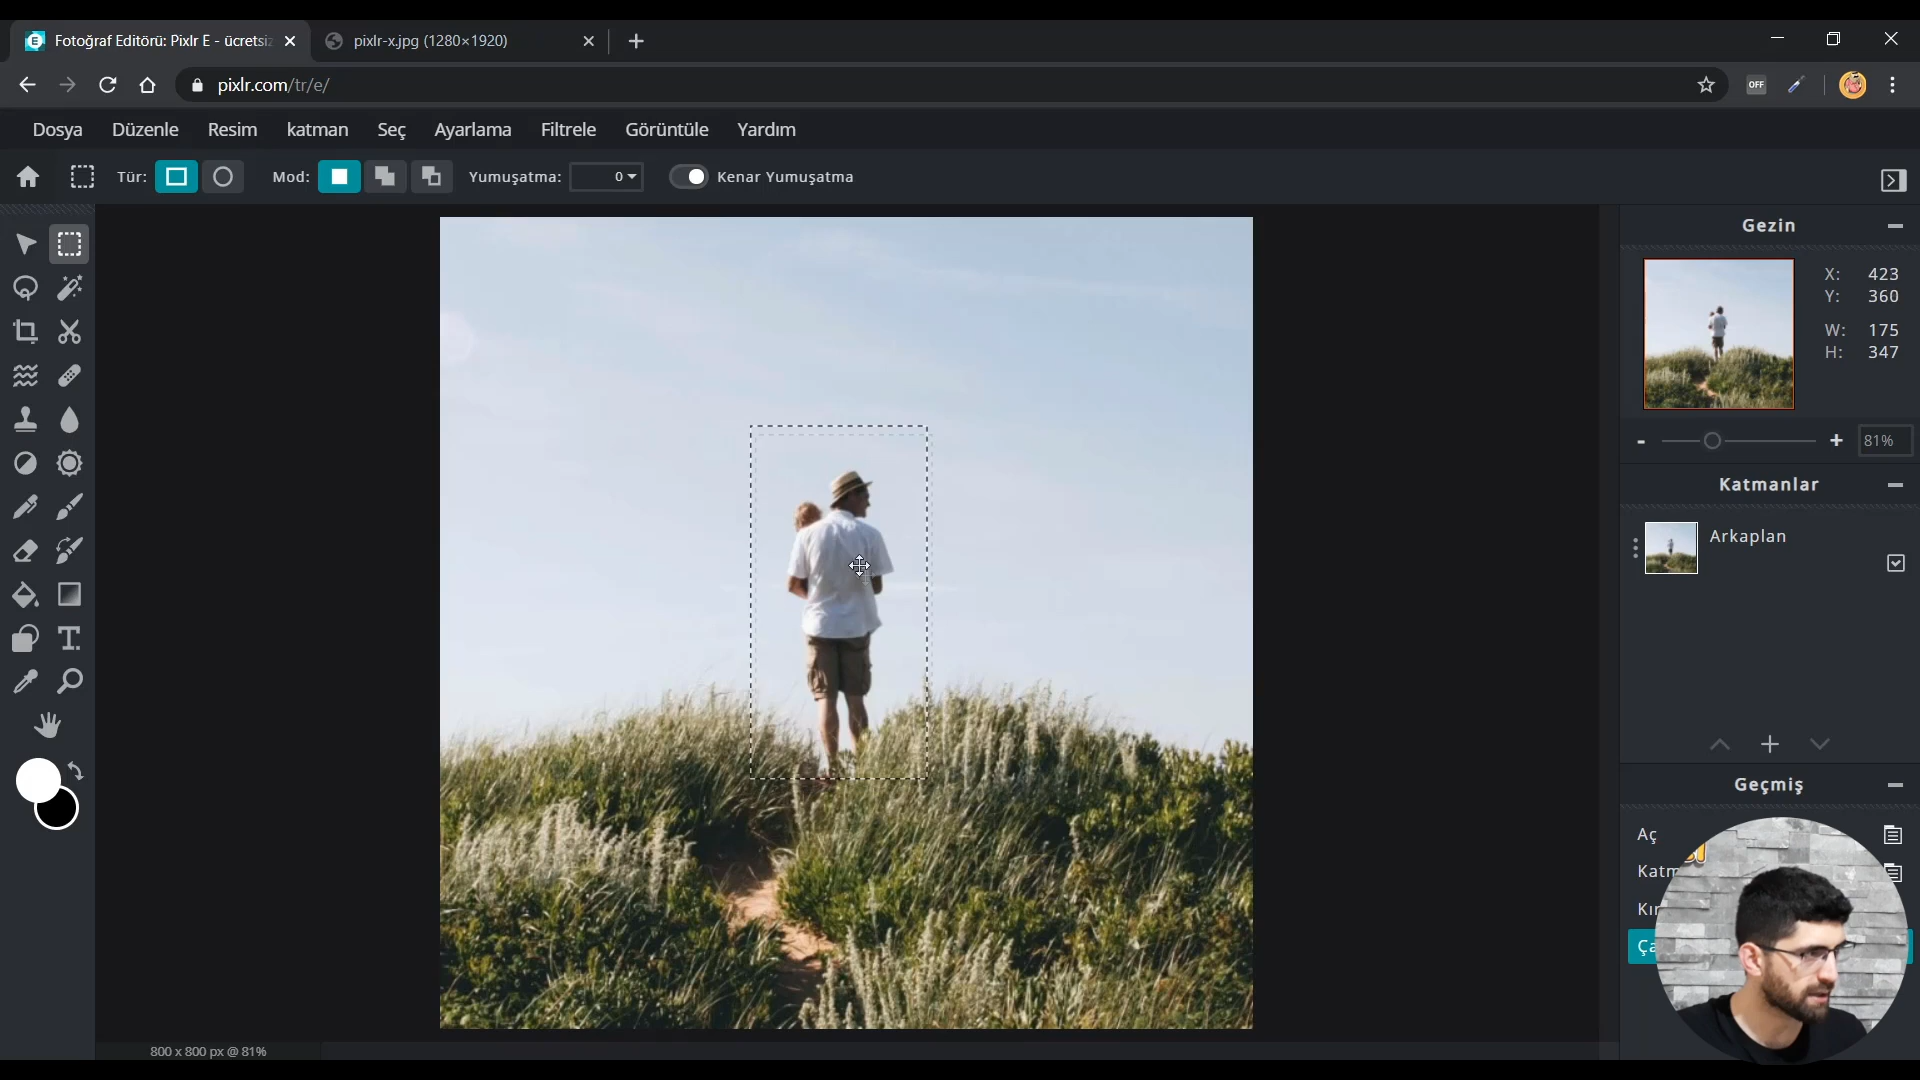 Fotoğraf Editörü: Pixlr E - ücretsiz
pixlr-x.jpg (1280×1920)
pixlr.com/tr/e/
OFF
Dosya Düzenle Resim katman Seç Ayarlama Filtrele Görüntüle Yardım
Tür: Mod: Yumuşatma: 0 Kenar Yumuşatma
Gezin
X: 423
Y: 360
W: 175
H: 347
- + 81%
Katmanlar
Arkaplan
Geçmiş
Aç
800 x 800 px @ 81%